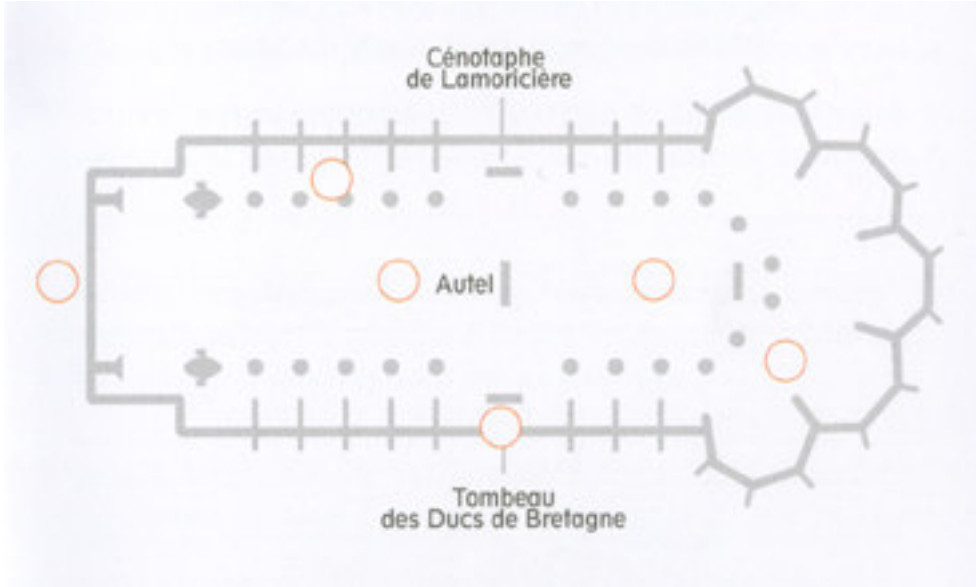 Cénotaphe
de Lamoricière
Autel
Tombeau
des Ducs de Bretagne